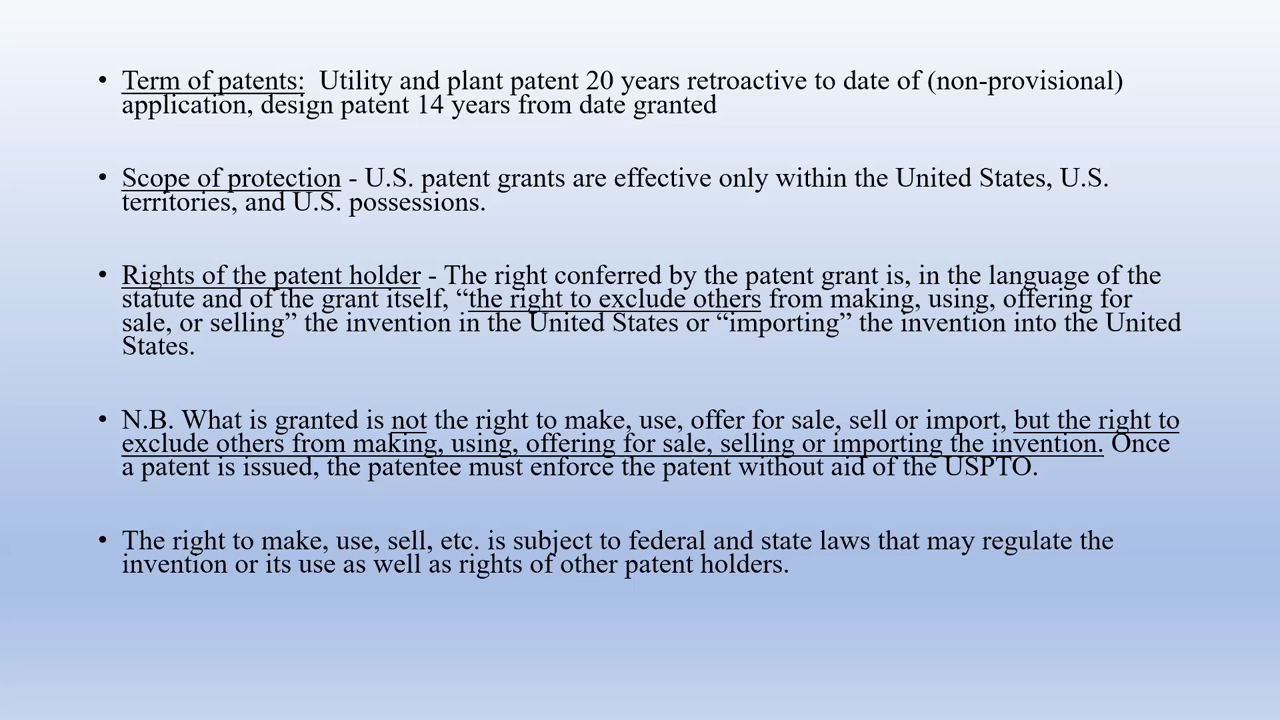 • Term of patents:  Utility and plant patent 20 years retroactive to date of (non-provisional)
application, design patent 14 years from date granted
• Scope of protection - U.S. patent grants are effective only within the United States, U.S.
territories, and U.S. possessions.
• Rights of the patent holder - The right conferred by the patent grant is, in the language of the
statute and of the grant itself, “the right to exclude others from making, using, offering for
sale, or selling” the invention in the United States or “importing” the invention into the United
States.
• N.B. What is granted is not the right to make, use, offer for sale, sell or import, but the right to
exclude others from making, using, offering for sale, selling or importing the invention. Once
a patent is issued, the patentee must enforce the patent without aid of the USPTO.
• The right to make, use, sell, etc. is subject to federal and state laws that may regulate the
invention or its use as well as rights of other patent holders.